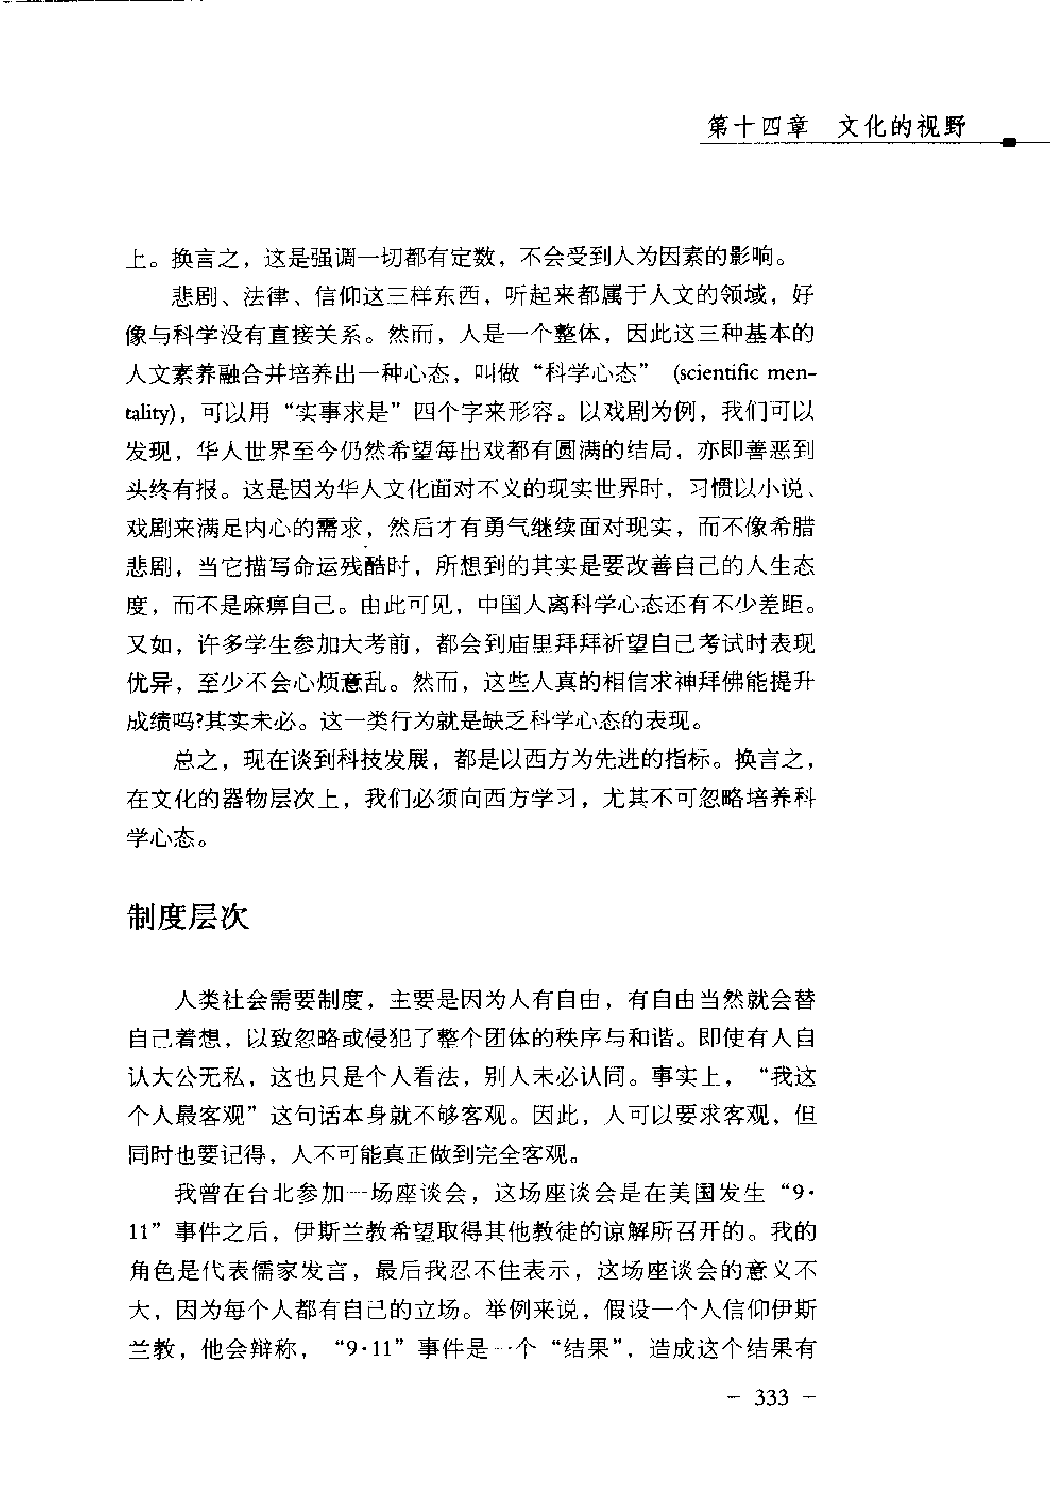 第十四章　文化的视野
上。换言之，这是强调一切都有定数，不会受到人为因素的影响。
悲剧、法律、信仰这三样东西，听起来都属于人文的领域，好
像与科学没有直接关系。然而，人是一个整体，因此这三种基本的
人文素养融合并培养出一种心态，叫做“科学心态” (scientific men-
tality)，可以用“实事求是”四个字来形容。以戏剧为例，我们可以
发现，华人世界至今仍然希望每出戏都有圆满的结局，亦即善恶到
头终有报。这是因为华人文化面对不义的现实世界时，习惯以小说、
戏剧来满足内心的需求，然后才有勇气继续面对现实，而不像希腊
悲剧，当它描写命运残酷时，所想到的其实是要改善自己的人生态
度，而不是麻痹自己。由此可见，中国人离科学心态还有不少差距。
又如，许多学生参加大考前，都会到庙里拜拜祈望自己考试时表现
优异，至少不会心烦意乱。然而，这些人真的相信求神拜佛能提升
成绩吗?其实未必。这一类行为就是缺乏科学心态的表现。
总之，现在谈到科技发展，都是以西方为先进的指标。换言之，
在文化的器物层次上，我们必须向西方学习，尤其不可忽略培养科
学心态。
制度层次
人类社会需要制度，主要是因为人有自由，有自由当然就会替
自己着想，以致忽略或侵犯了整个团体的秩序与和谐。即使有人自
认大公无私，这也只是个人看法，别人未必认同。事实上，“我这
个人最客观”这句话本身就不够客观。因此，人可以要求客观，但
同时也要记得，人不可能真正做到完全客观。
我曾在台北参加一场座谈会，这场座谈会是在美国发生“9·
11”事件之后，伊斯兰教希望取得其他教徒的谅解所召开的。我的
角色是代表儒家发言，最后我忍不住表示，这场座谈会的意义不
大，因为每个人都有自己的立场。举例来说，假设一个人信仰伊斯
兰教，他会辩称，“9·11”事件是一个“结果”，造成这个结果有
- 333 -